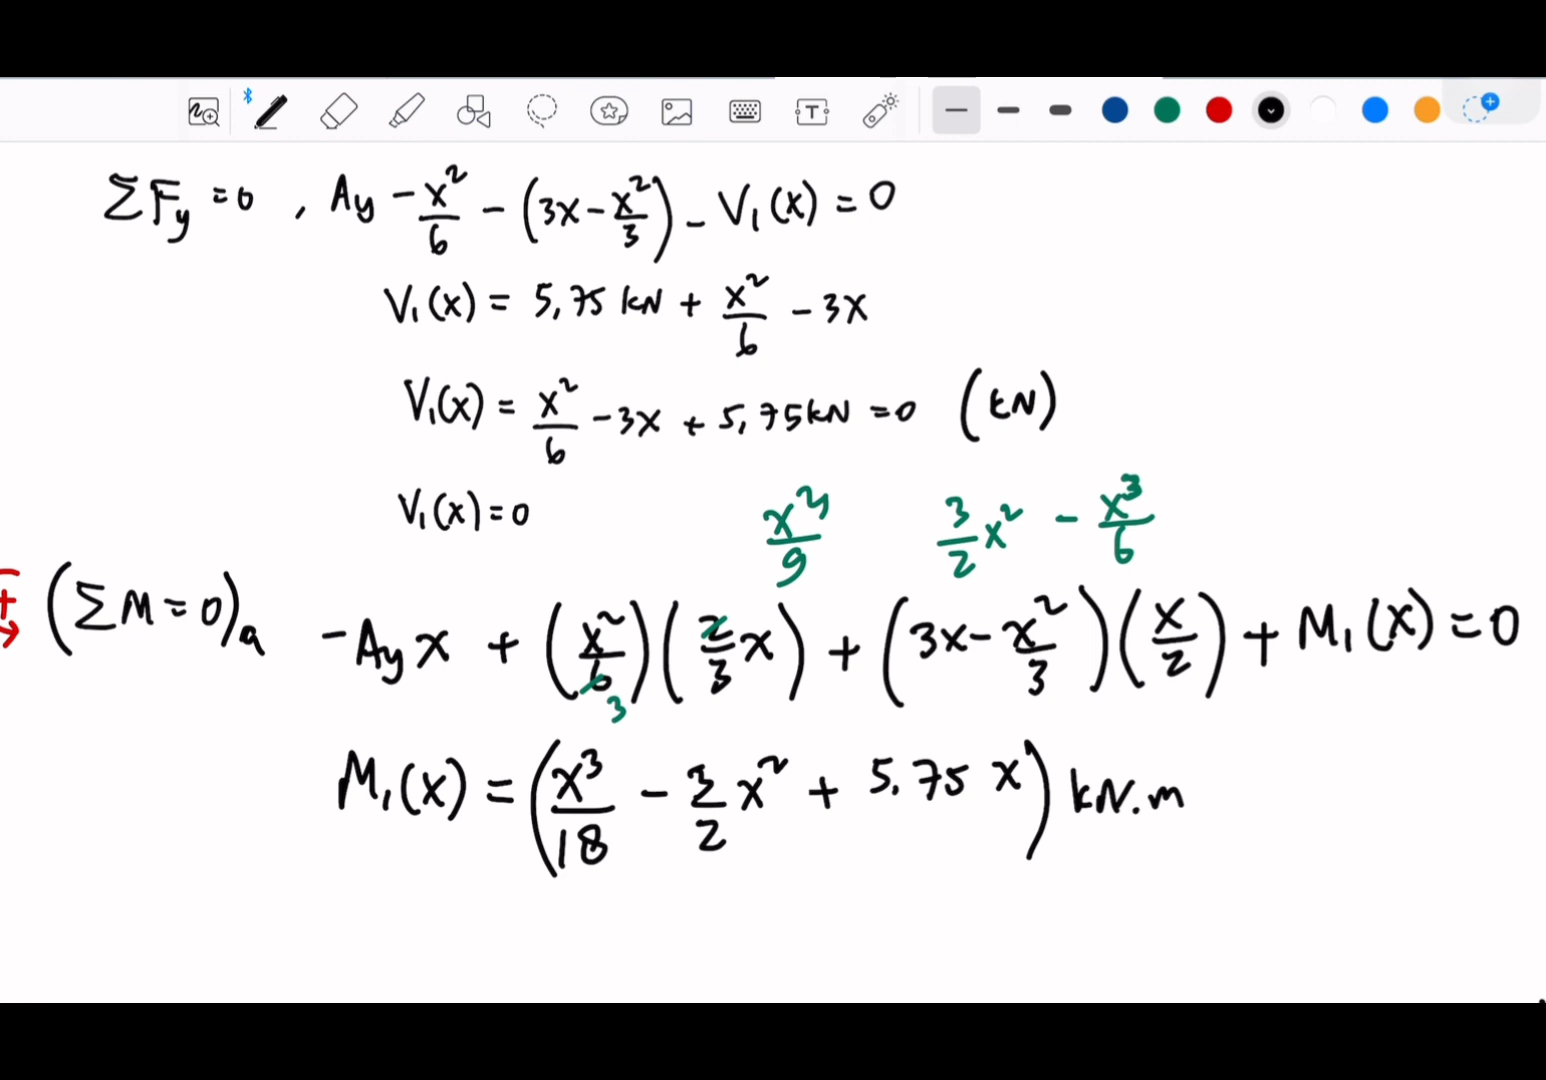 ΣFy = 0 , Ay - x²/6 - (3x - x²/3) - V₁(x) = 0
V₁(x) = 5,75 kN + x²/6 - 3x
V₁(x) = x²/6 - 3x + 5,75kN = 0 (kN)
V₁(x) = 0
x³/9 3/2 x² - x³/6
+ (ΣM = 0)a -Ay x + (x²/6)(2/3 x) + (3x - x²/3)(x/2) + M₁(x) = 0
3
M₁(x) = (x³/18 - 3/2 x² + 5.75 x) kN.m